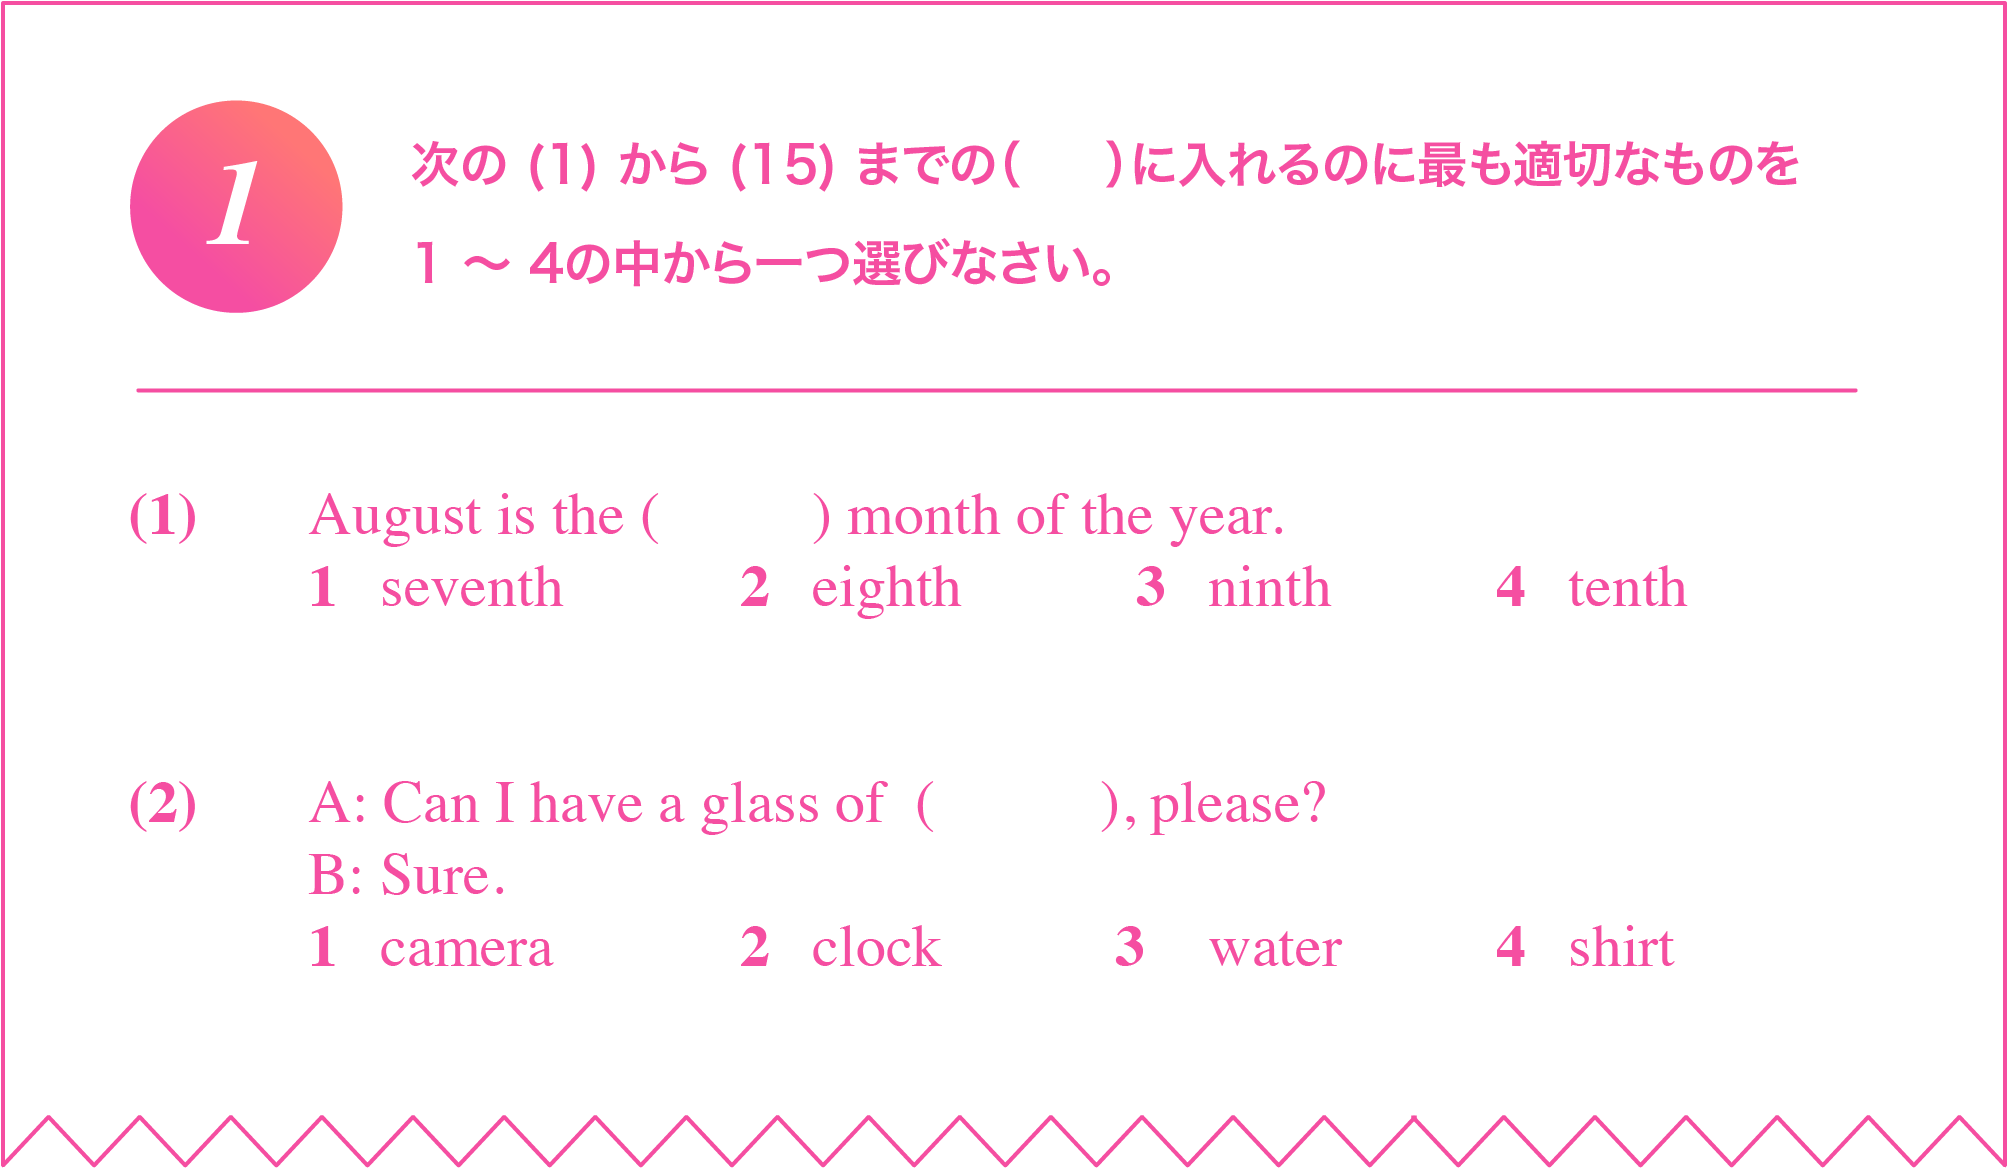 1
次の (1) から (15) までの(　　)に入れるのに最も適切なものを
1 ～ 4の中から一つ選びなさい。
(1) August is the (　　) month of the year.
1 seventh 2 eighth 3 ninth 4 tenth
(2) A: Can I have a glass of (　　), please?
B: Sure.
1 camera 2 clock 3 water 4 shirt